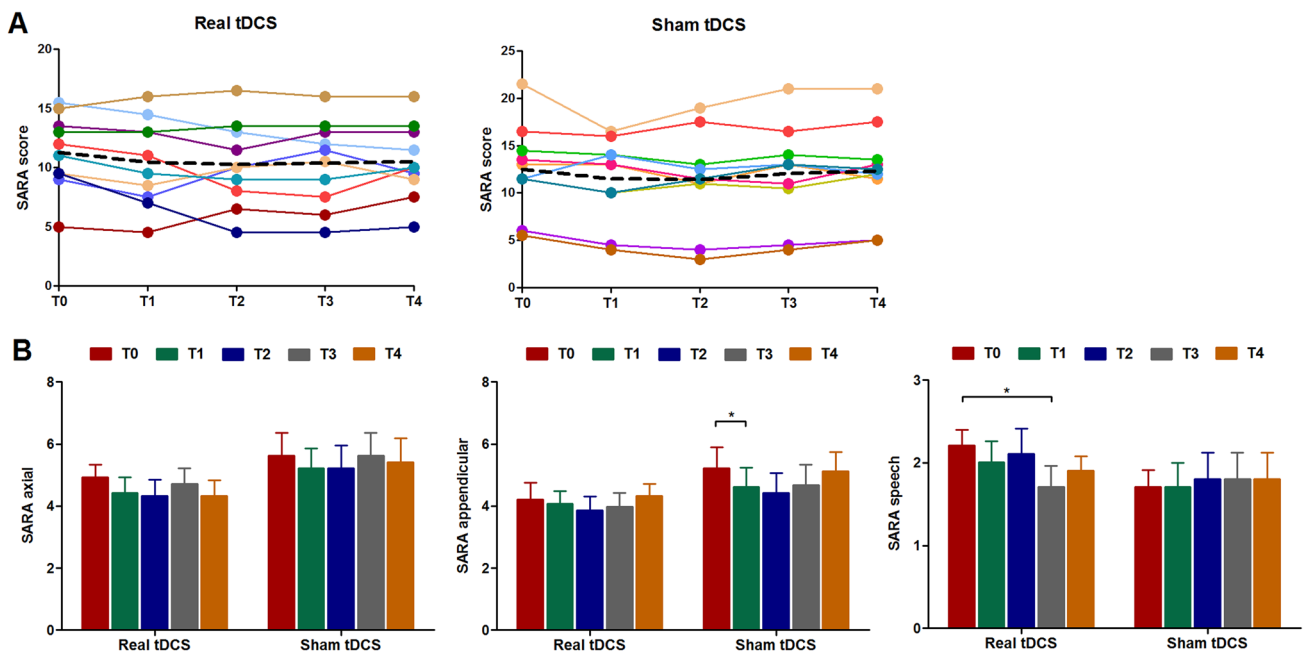 A
Real tDCS
Sham tDCS
SARA score
20
15
10
5
0
T0 T1 T2 T3 T4
SARA score
25
20
15
10
5
0
T0 T1 T2 T3 T4
B
T0 T1 T2 T3 T4
SARA axial
8
6
4
2
0
Real tDCS Sham tDCS
T0 T1 T2 T3 T4
SARA appendicular
8
6
4
2
0
*
Real tDCS Sham tDCS
T0 T1 T2 T3 T4
SARA speech
3
2
1
0
*
Real tDCS Sham tDCS